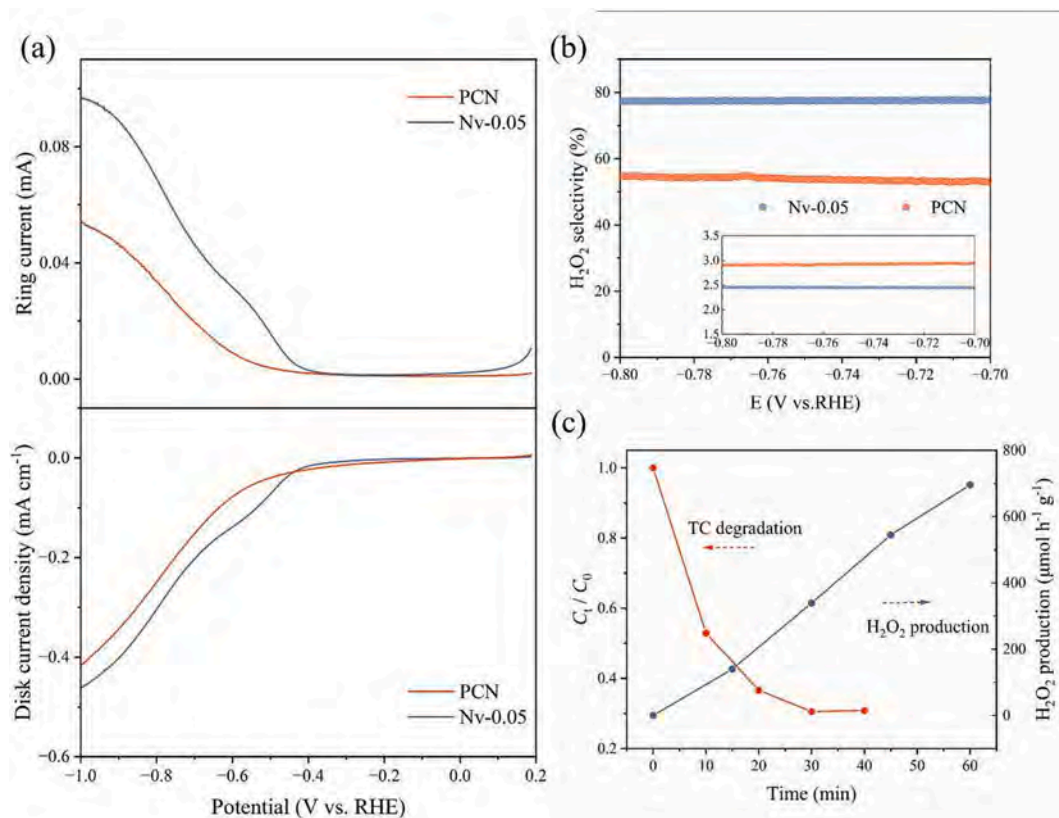 (a)
PCN
Nv-0.05
0.08
0.04
0.00
Ring current (mA)
0.0
−0.2
−0.4
−0.6
Disk current density (mA cm⁻¹)
PCN
Nv-0.05
−1.0 −0.8 −0.6 −0.4 −0.2 0.0 0.2
Potential (V vs. RHE)
(b)
80
60
40
20
0
H₂O₂ selectivity (%)
Nv-0.05 PCN
3.5
3.0
2.5
2.0
1.5
−0.80 −0.78 −0.76 −0.74 −0.72 −0.70
−0.80 −0.78 −0.76 −0.74 −0.72 −0.70
E (V vs.RHE)
(c)
1.0
0.8
0.6
0.4
0.2
Cₜ / C₀
TC degradation
H₂O₂ production
800
600
400
200
0
H₂O₂ production (μmol h⁻¹ g⁻¹)
0 10 20 30 40 50 60
Time (min)